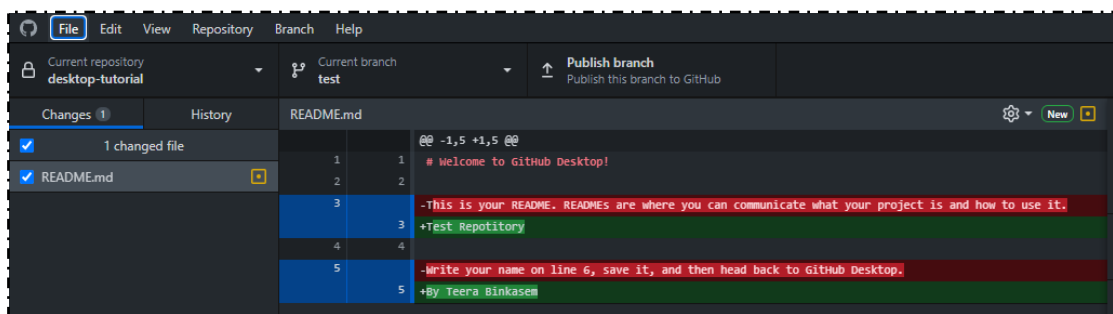 File Edit View Repository Branch Help
Current repository
desktop-tutorial
Current branch
test
Publish branch
Publish this branch to GitHub
Changes 1 History
README.md
New
1 changed file
README.md
@@ -1,5 +1,5 @@
1 1 # Welcome to GitHub Desktop!
2 2
3 -This is your README. READMEs are where you can communicate what your project is and how to use it.
3 +Test Repotitory
4 4
5 -Write your name on line 6, save it, and then head back to GitHub Desktop.
5 +By Teera Binkasem